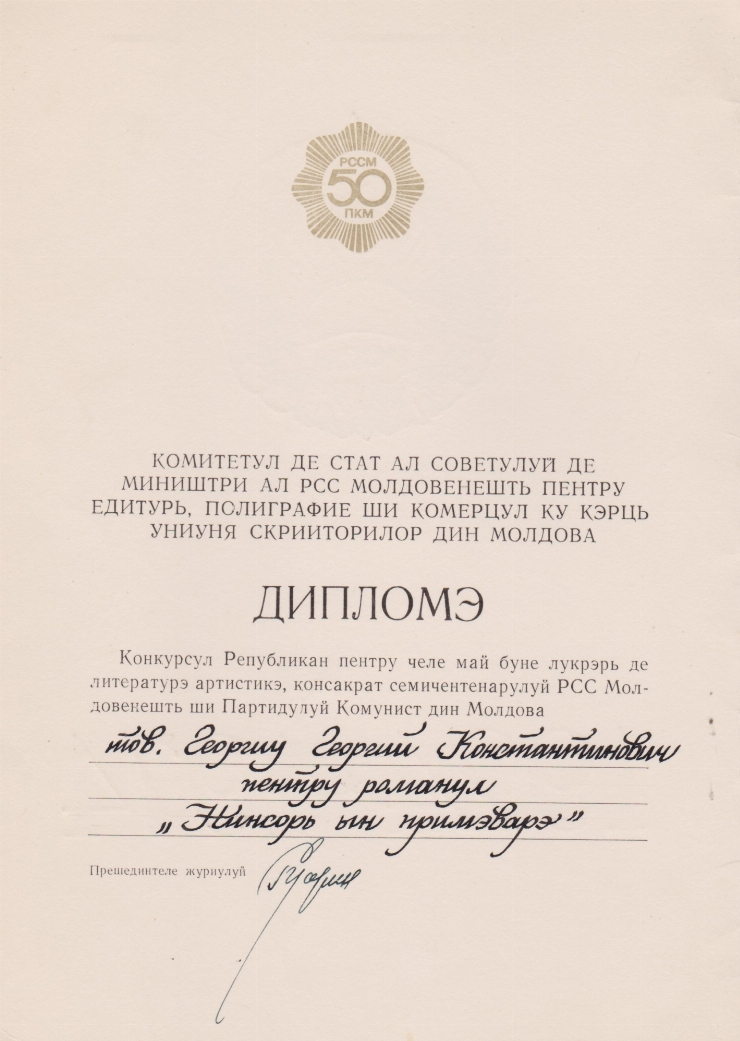 РССМ
50
ПКМ
КОМИТЕТУЛ ДЕ СТАТ АЛ СОВЕТУЛУЙ ДЕ
МИНИШТРИ АЛ РСС МОЛДОВЕНЕШТЬ ПЕНТРУ
ЕДИТУРЬ, ПОЛИГРАФИЕ ШИ КОМЕРЦУЛ КУ КЭРЦЬ
УНИУНЯ СКРИИТОРИЛОР ДИН МОЛДОВА
ДИПЛОМЭ
Конкурсул Републикан пентру челе май буне лукрэрь де
литературэ артистикэ, консакрат семичентенарулуй РСС Мол-
довенешть ши Партидулуй Комунист дин Молдова
тов. Георгиу Георгий Константинович
пентру романул
„Нинсорь ын примэварэ”
Прешединтеле журиулуй